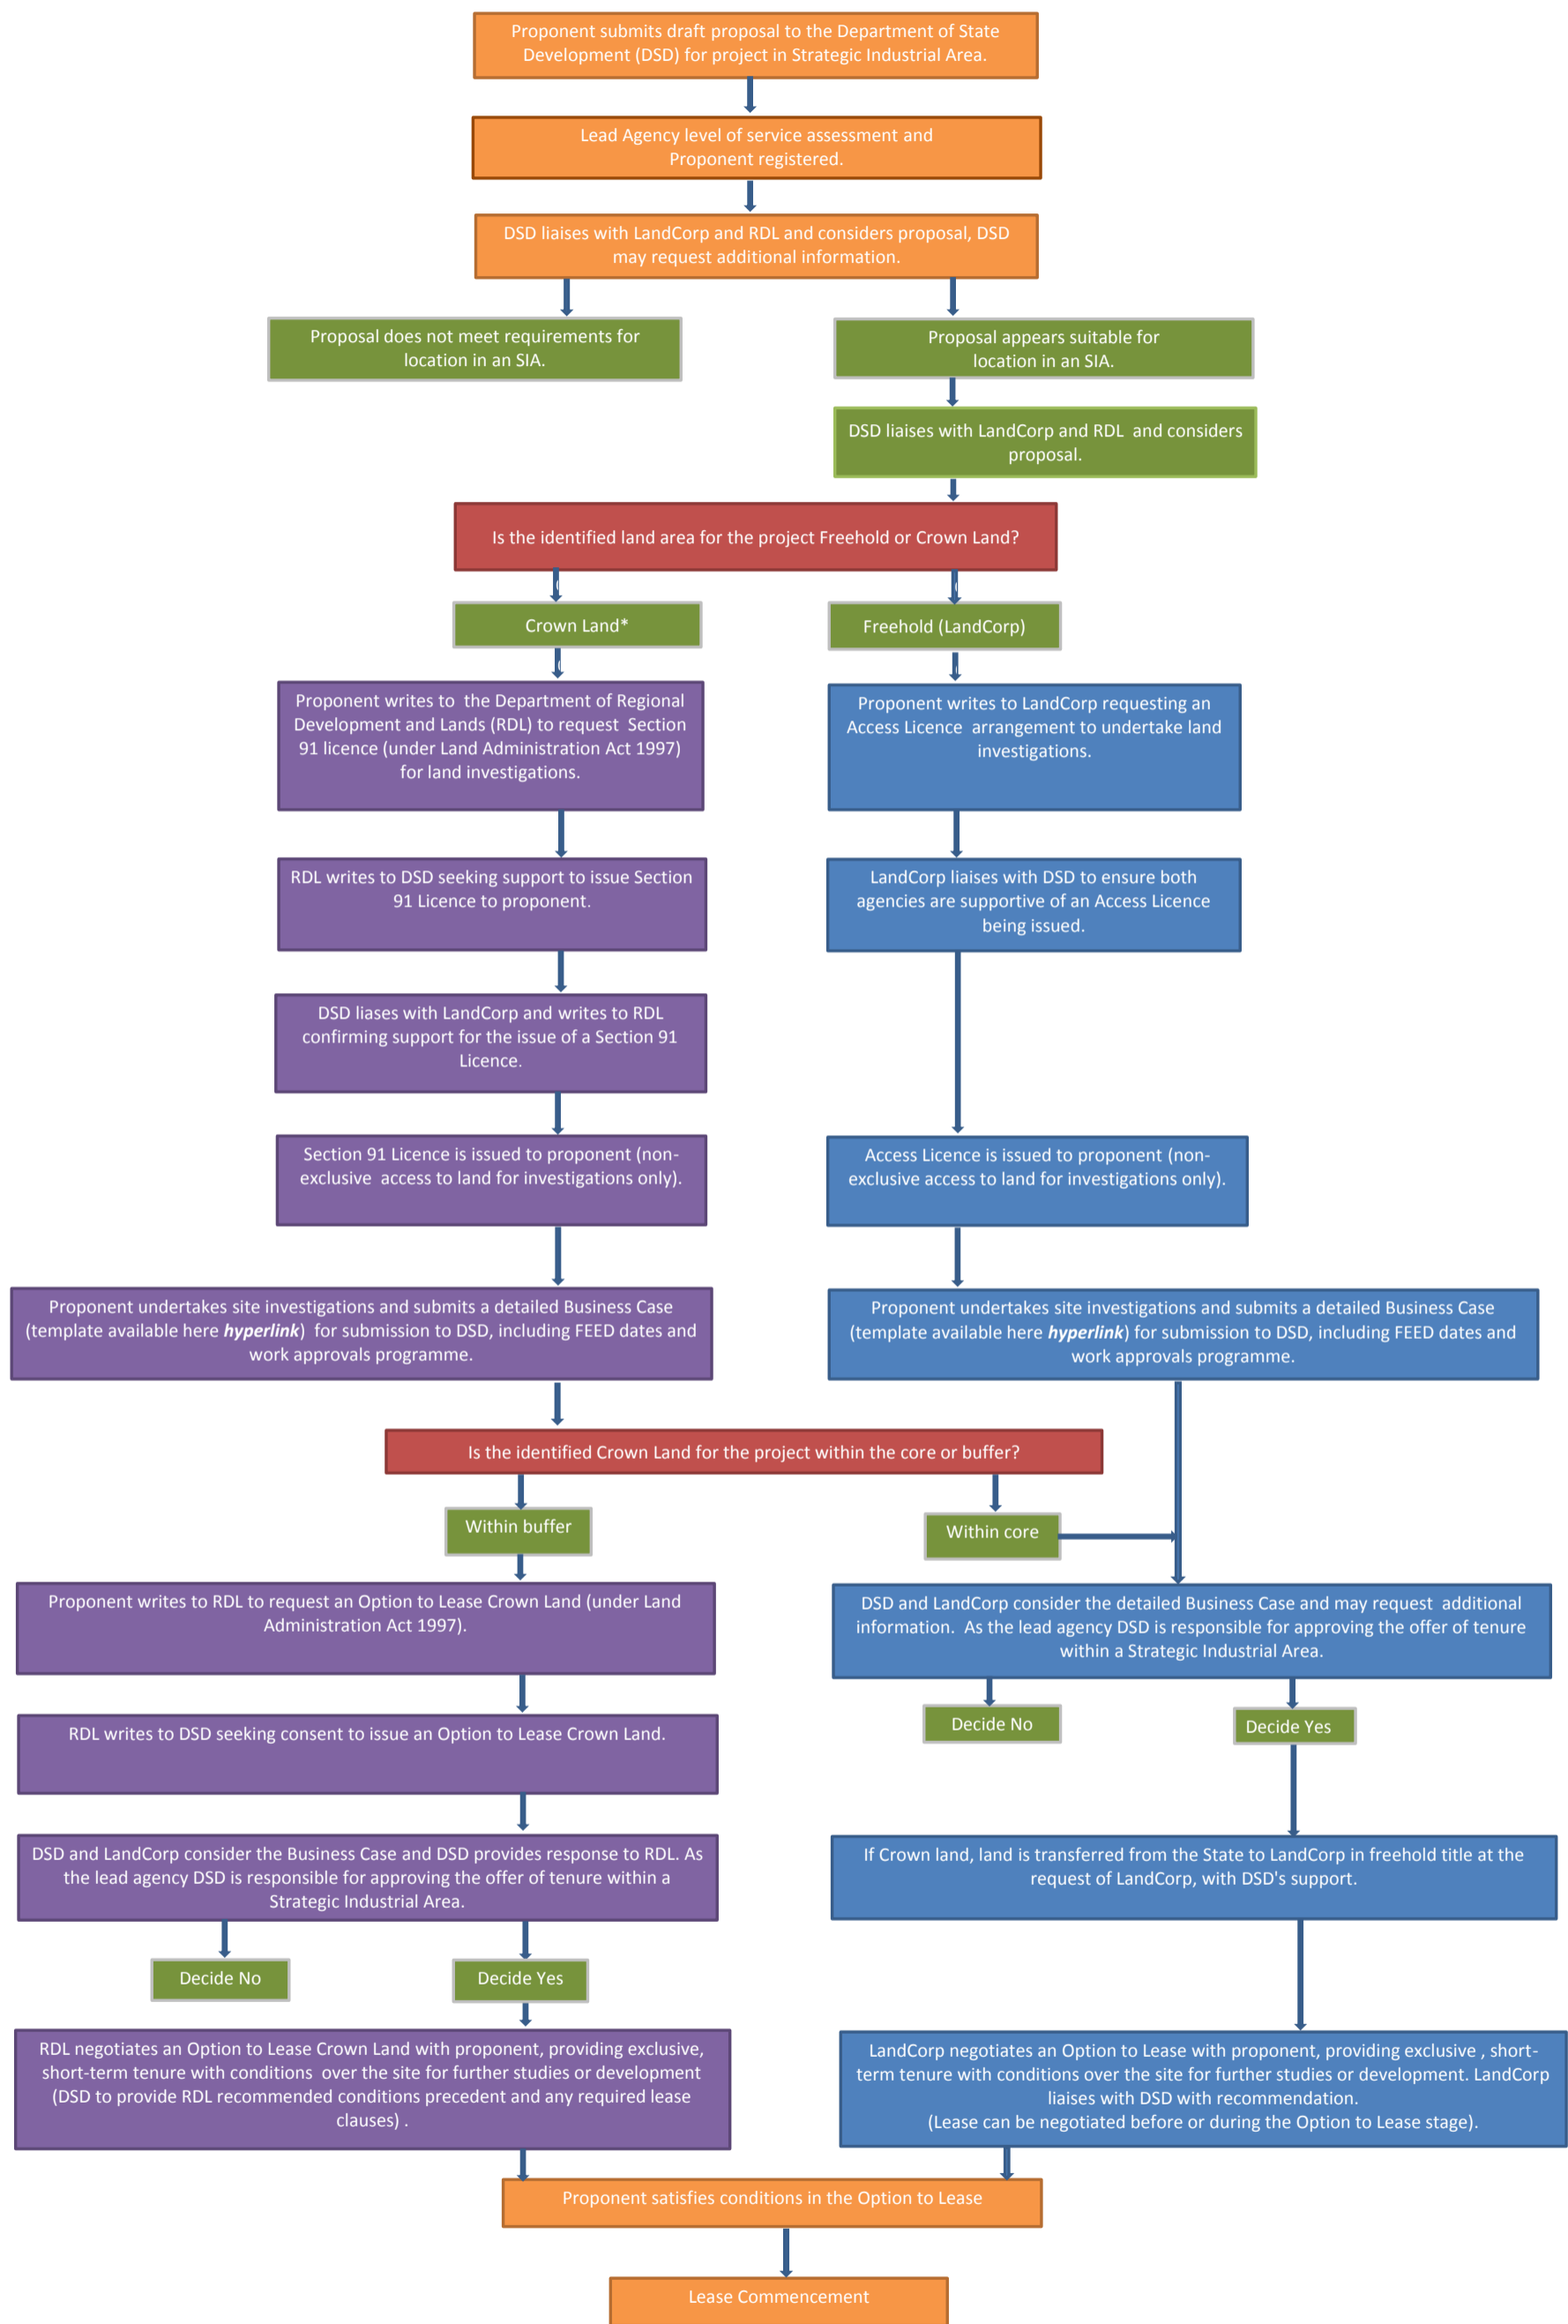 Proponent submits draft proposal to the Department of State
Development (DSD) for project in Strategic Industrial Area.
Lead Agency level of service assessment and
Proponent registered.
DSD liaises with LandCorp and RDL and considers proposal, DSD
may request additional information.
Proposal does not meet requirements for
location in an SIA.
Proposal appears suitable for
location in an SIA.
DSD liaises with LandCorp and RDL and considers
proposal.
Is the identified land area for the project Freehold or Crown Land?
Crown Land*
Freehold (LandCorp)
Proponent writes to the Department of Regional
Development and Lands (RDL) to request Section
91 licence (under Land Administration Act 1997)
for land investigations.
Proponent writes to LandCorp requesting an
Access Licence arrangement to undertake land
investigations.
RDL writes to DSD seeking support to issue Section
91 Licence to proponent.
LandCorp liaises with DSD to ensure both
agencies are supportive of an Access Licence
being issued.
DSD liases with LandCorp and writes to RDL
confirming support for the issue of a Section 91
Licence.
Section 91 Licence is issued to proponent (non-
exclusive access to land for investigations only).
Access Licence is issued to proponent (non-
exclusive access to land for investigations only).
Proponent undertakes site investigations and submits a detailed Business Case
(template available here hyperlink) for submission to DSD, including FEED dates and
work approvals programme.
Proponent undertakes site investigations and submits a detailed Business Case
(template available here hyperlink) for submission to DSD, including FEED dates and
work approvals programme.
Is the identified Crown Land for the project within the core or buffer?
Within buffer
Within core
Proponent writes to RDL to request an Option to Lease Crown Land (under Land
Administration Act 1997).
DSD and LandCorp consider the detailed Business Case and may request additional
information. As the lead agency DSD is responsible for approving the offer of tenure
within a Strategic Industrial Area.
RDL writes to DSD seeking consent to issue an Option to Lease Crown Land.
Decide No
Decide Yes
DSD and LandCorp consider the Business Case and DSD provides response to RDL. As
the lead agency DSD is responsible for approving the offer of tenure within a
Strategic Industrial Area.
If Crown land, land is transferred from the State to LandCorp in freehold title at the
request of LandCorp, with DSD's support.
Decide No
Decide Yes
RDL negotiates an Option to Lease Crown Land with proponent, providing exclusive,
short-term tenure with conditions over the site for further studies or development
(DSD to provide RDL recommended conditions precedent and any required lease
clauses) .
LandCorp negotiates an Option to Lease with proponent, providing exclusive , short-
term tenure with conditions over the site for further studies or development. LandCorp
liaises with DSD with recommendation.
(Lease can be negotiated before or during the Option to Lease stage).
Proponent satisfies conditions in the Option to Lease
Lease Commencement